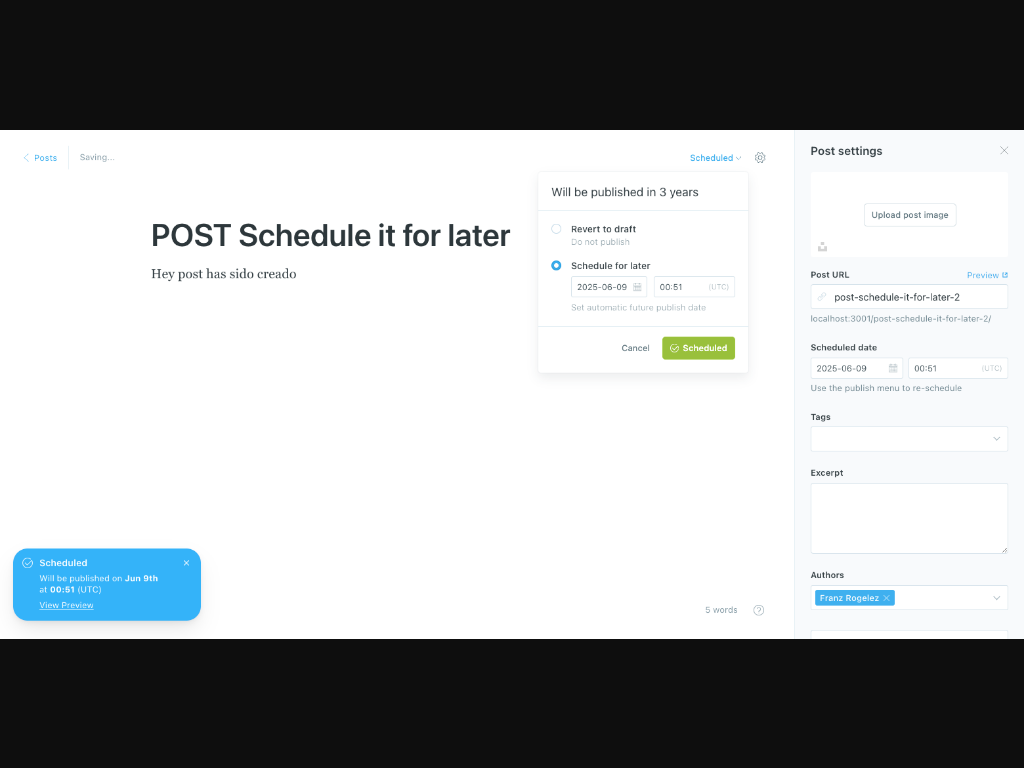 Posts
Saving...
Scheduled
Will be published in 3 years
Revert to draft
Do not publish
Schedule for later
2025-06-09
00:51 (UTC)
Set automatic future publish date
Cancel
Scheduled
POST Schedule it for later
Hey post has sido creado
Scheduled
Will be published on Jun 9th
at 00:51 (UTC)
View Preview
5 words
?
Post settings
Upload post image
Post URL
Preview
post-schedule-it-for-later-2
localhost:3001/post-schedule-it-for-later-2/
Scheduled date
2025-06-09
00:51 (UTC)
Use the publish menu to re-schedule
Tags
Excerpt
Authors
Franz Rogelez